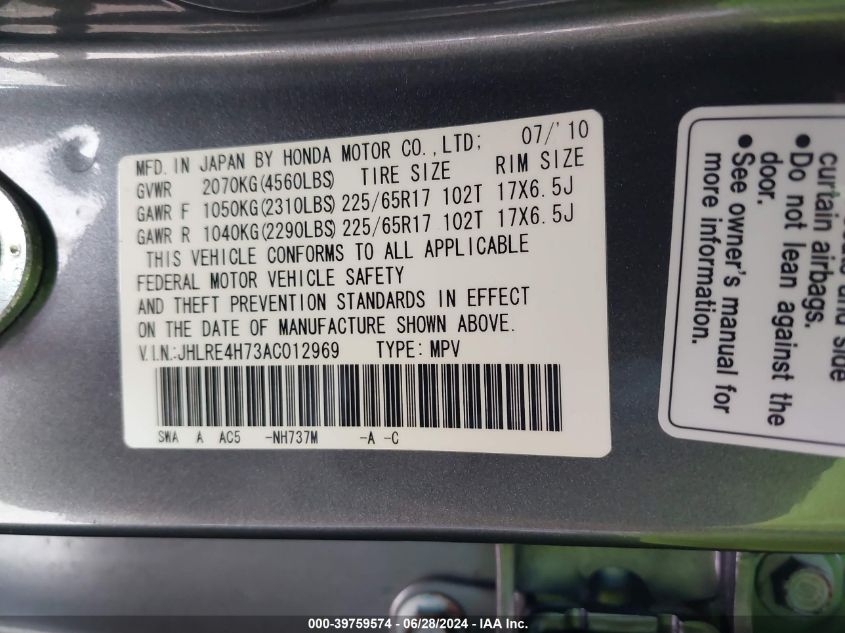 MFD. IN JAPAN BY HONDA MOTOR CO., LTD; 07/'10
GVWR 2070KG(4560LBS) TIRE SIZE RIM SIZE
GAWR F 1050KG(2310LBS) 225/65R17 102T 17X6.5J
GAWR R 1040KG(2290LBS) 225/65R17 102T 17X6.5J
THIS VEHICLE CONFORMS TO ALL APPLICABLE
FEDERAL MOTOR VEHICLE SAFETY
AND THEFT PREVENTION STANDARDS IN EFFECT
ON THE DATE OF MANUFACTURE SHOWN ABOVE.
V.I.N.:JHLRE4H73AC012969 TYPE: MPV
SWA A AC5 -NH737M -A -C
and side
curtain airbags.
● Do not lean against the
door.
● See owner's manual for
more information.
000-39759574 - 06/28/2024 - IAA Inc.